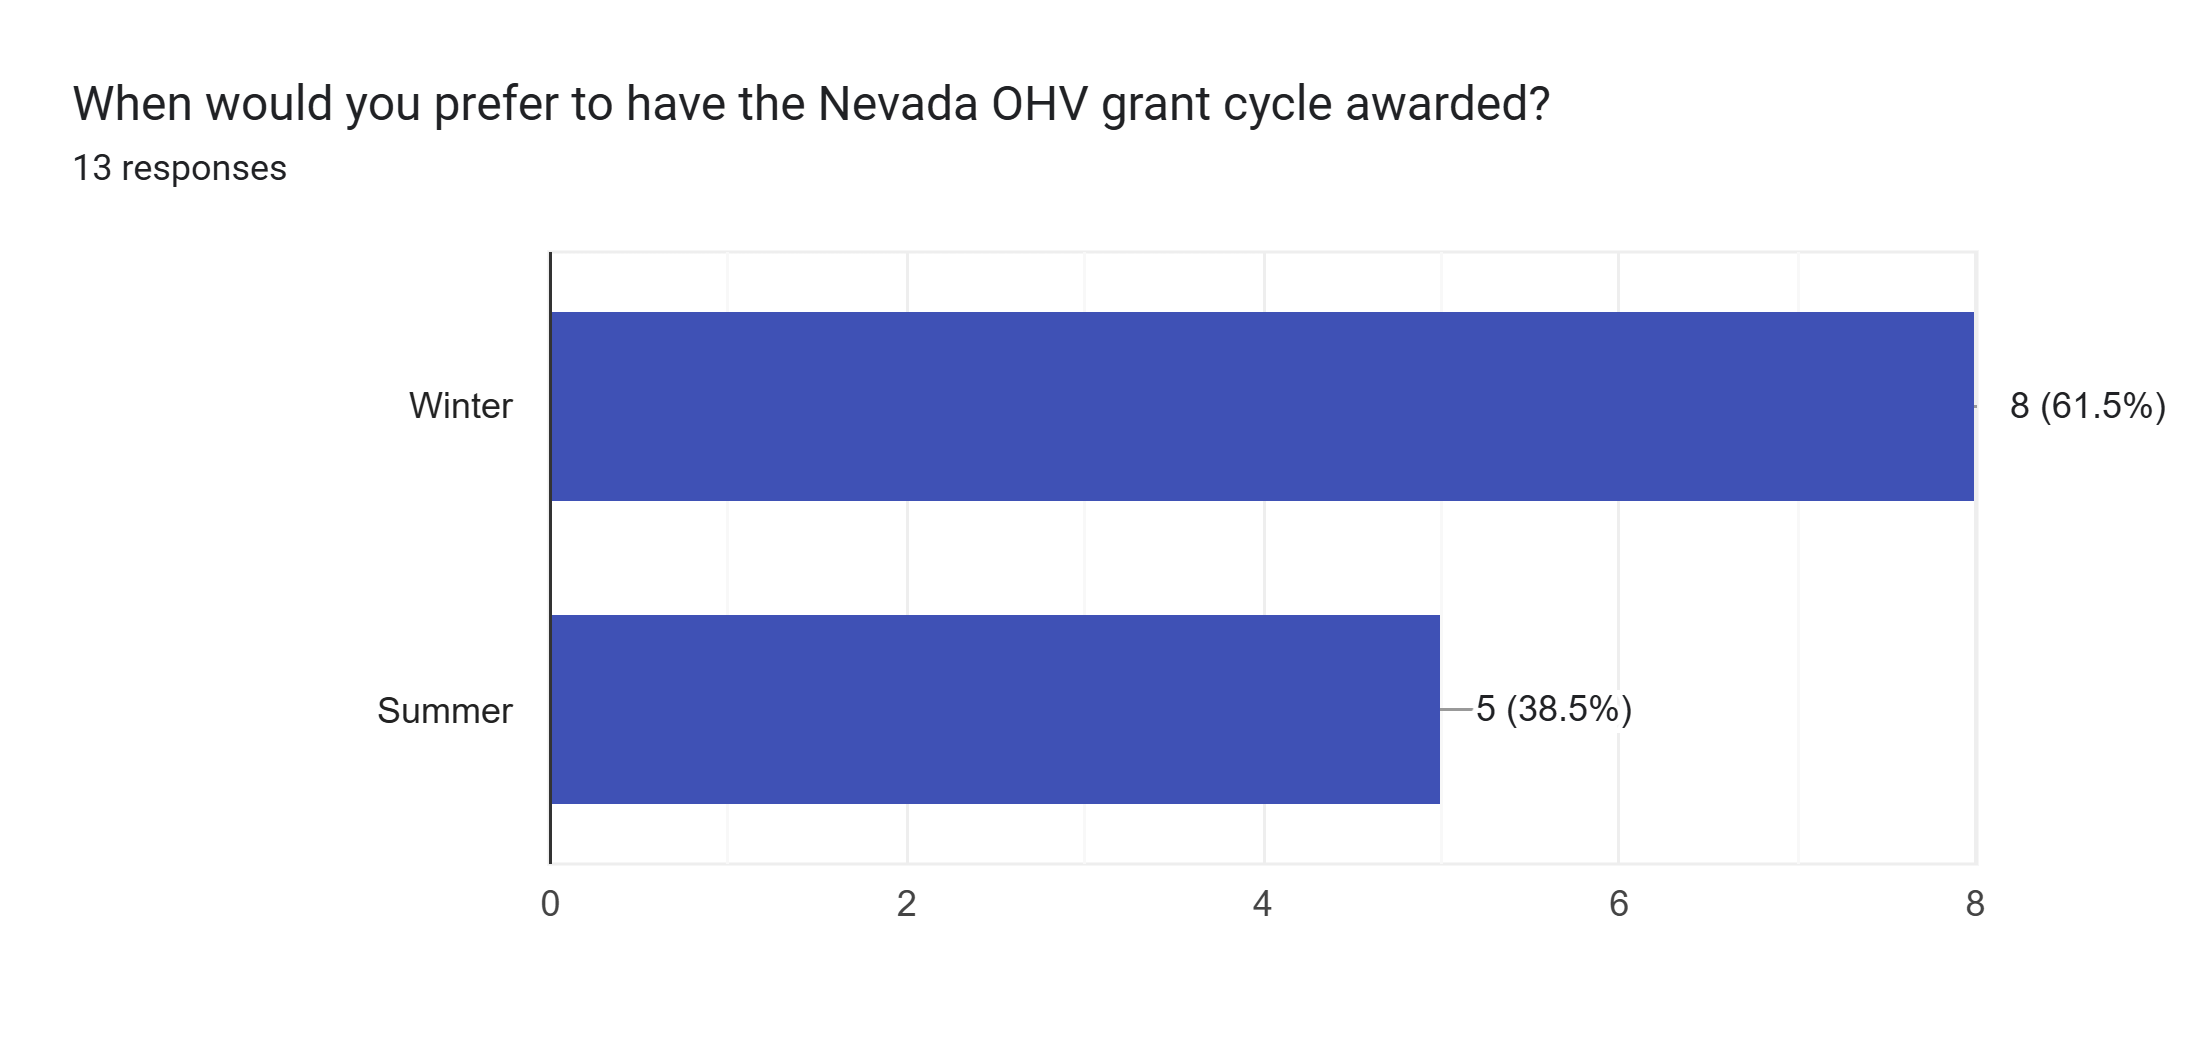 When would you prefer to have the Nevada OHV grant cycle awarded?
13 responses
Winter
8 (61.5%)
Summer
5 (38.5%)
0 2 4 6 8